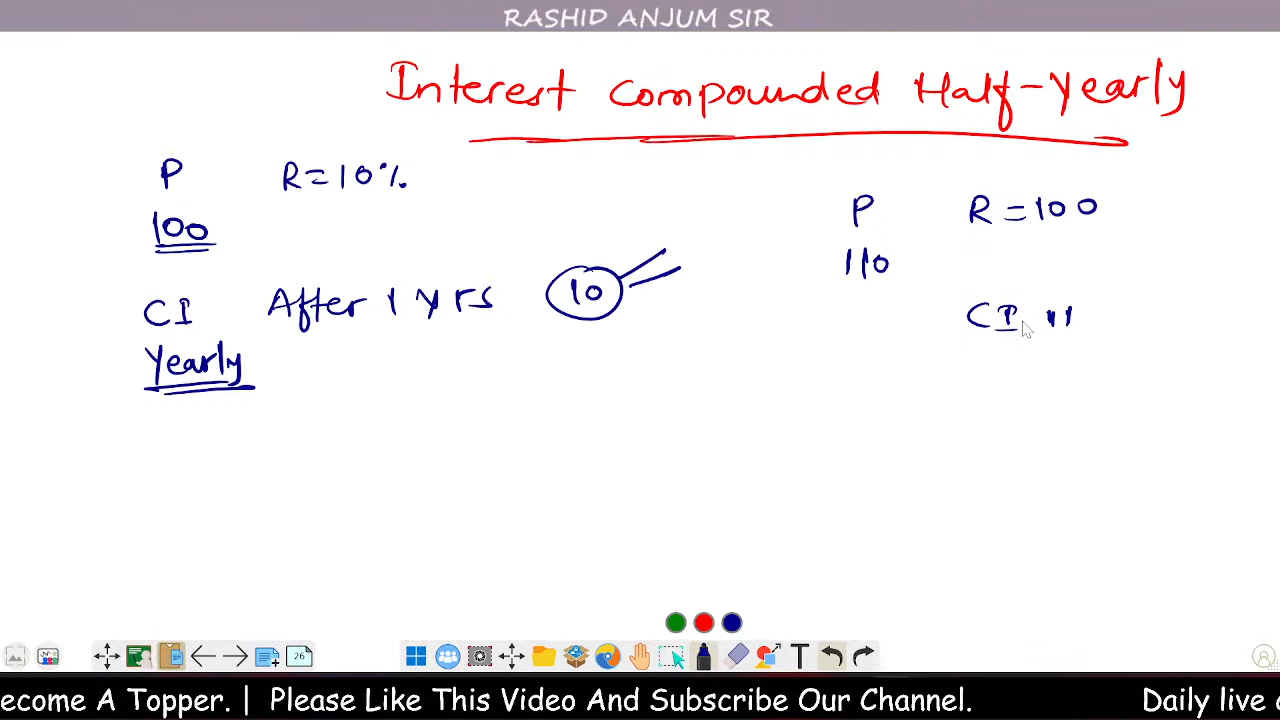 RASHID ANJUM SIR
Interest Compounded Half-Yearly
P R=10%
100
CI After 1 yrs 10
Yearly
P R=100
110
CI 11
26
ecome A Topper. | Please Like This Video And Subscribe Our Channel. Daily live